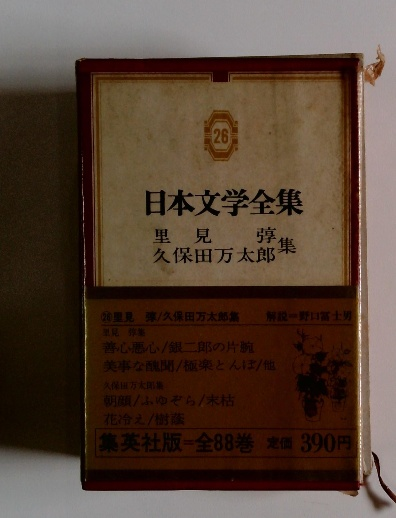 26
日本文学全集
里見 弴
久保田万太郎 集
26 里見 弴/久保田万太郎集 解説=野口冨士男
里見 弴集
善心悪心/銀二郎の片腕
美事な醜聞/極楽とんぼ/他
久保田万太郎集
朝顔/ふゆぞら/末枯
花冷え/樹蔭
集英社版=全88巻 定価 390円